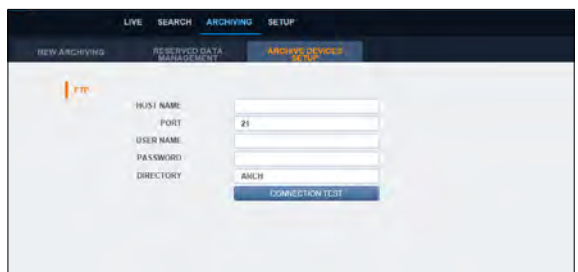 LIVE SEARCH ARCHIVING SETUP
NEW ARCHIVING RESERVED DATA MANAGEMENT ARCHIVE DEVICES SETUP
FTP
HOST NAME
PORT 21
USER NAME
PASSWORD
DIRECTORY ARCH
CONNECTION TEST